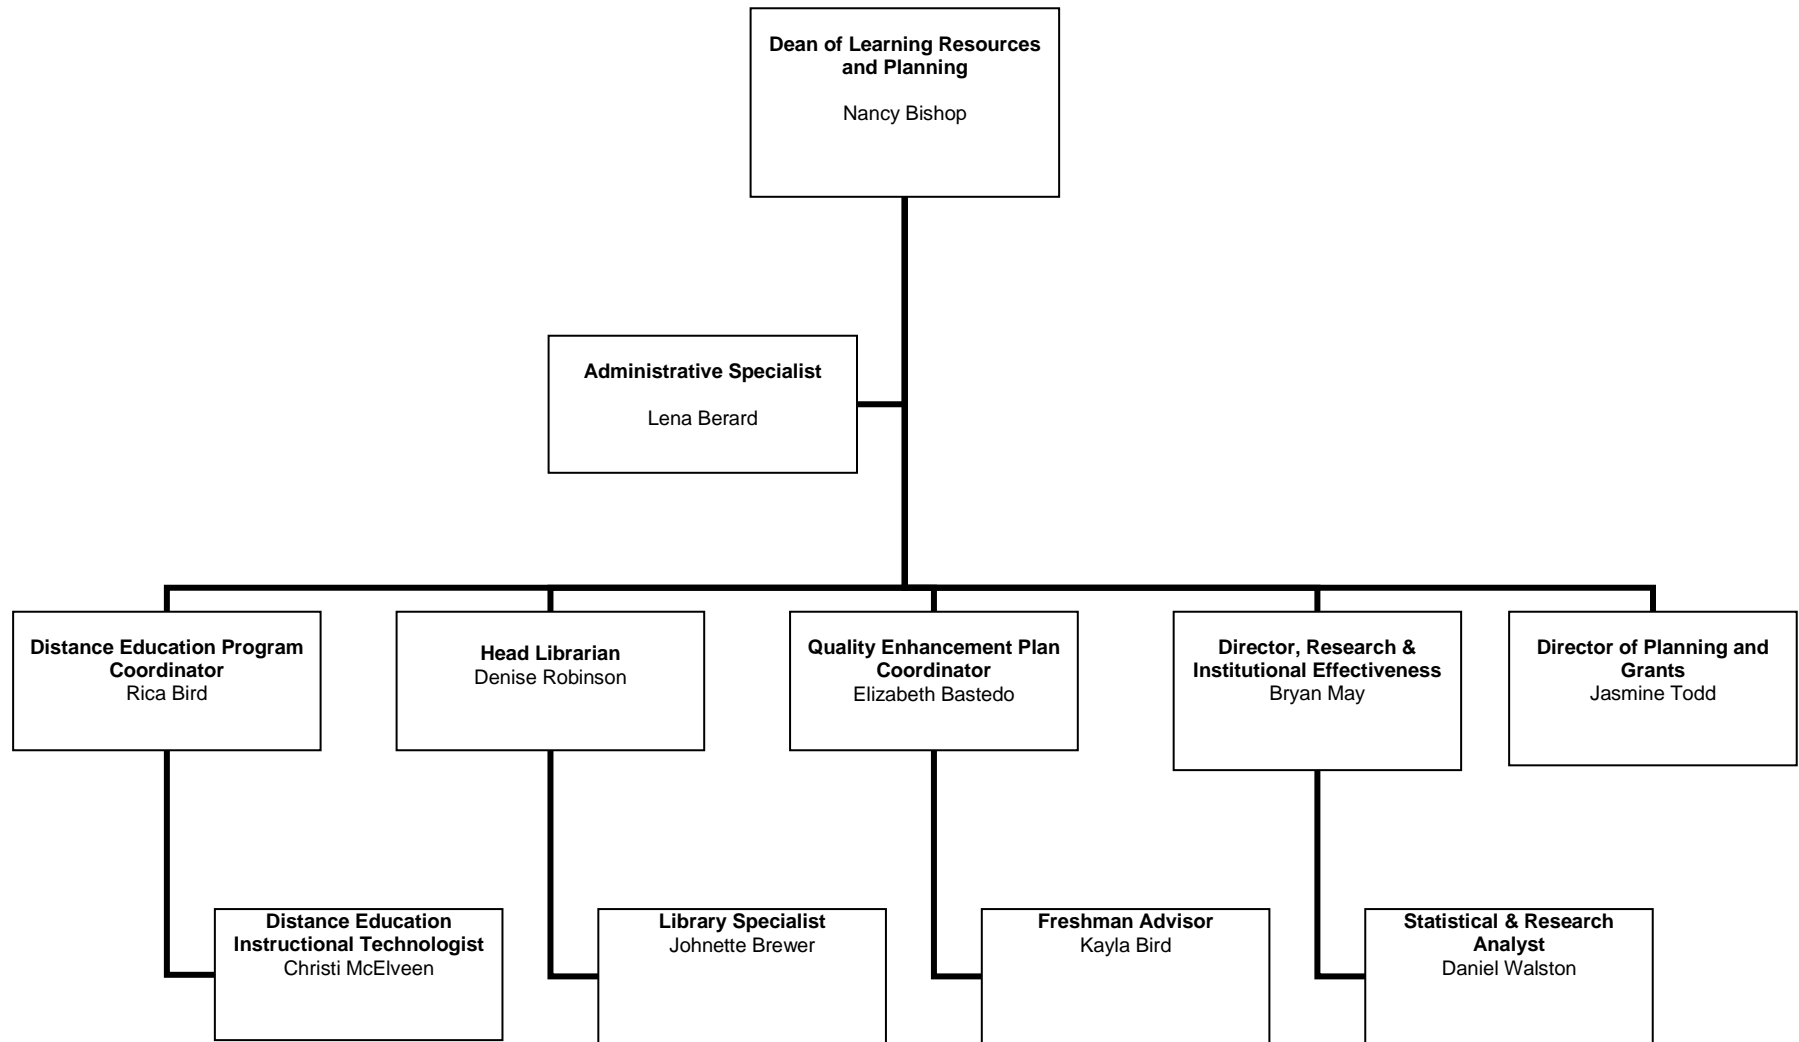 Dean of Learning Resources
and Planning
Nancy Bishop
Administrative Specialist
Lena Berard
Distance Education Program
Coordinator
Rica Bird
Head Librarian
Denise Robinson
Quality Enhancement Plan
Coordinator
Elizabeth Bastedo
Director, Research &
Institutional Effectiveness
Bryan May
Director of Planning and
Grants
Jasmine Todd
Distance Education
Instructional Technologist
Christi McElveen
Library Specialist
Johnette Brewer
Freshman Advisor
Kayla Bird
Statistical & Research
Analyst
Daniel Walston